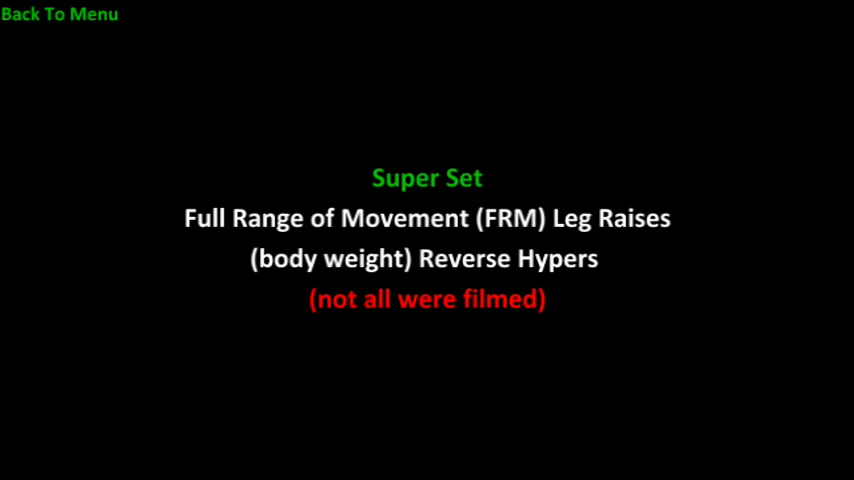 Back To Menu
Super Set
Full Range of Movement (FRM) Leg Raises
(body weight) Reverse Hypers
(not all were filmed)